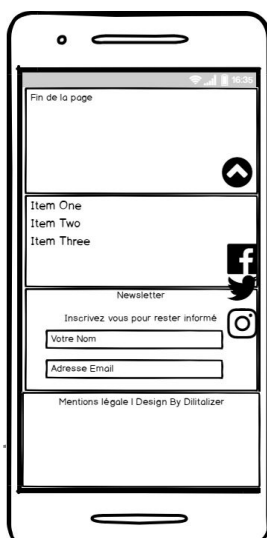 16:35
Fin de la page
Item One
Item Two
Item Three
Newsletter
Inscrivez vous pour rester informé
Votre Nom
Adresse Email
Mentions légale I Design By Dilitalizer